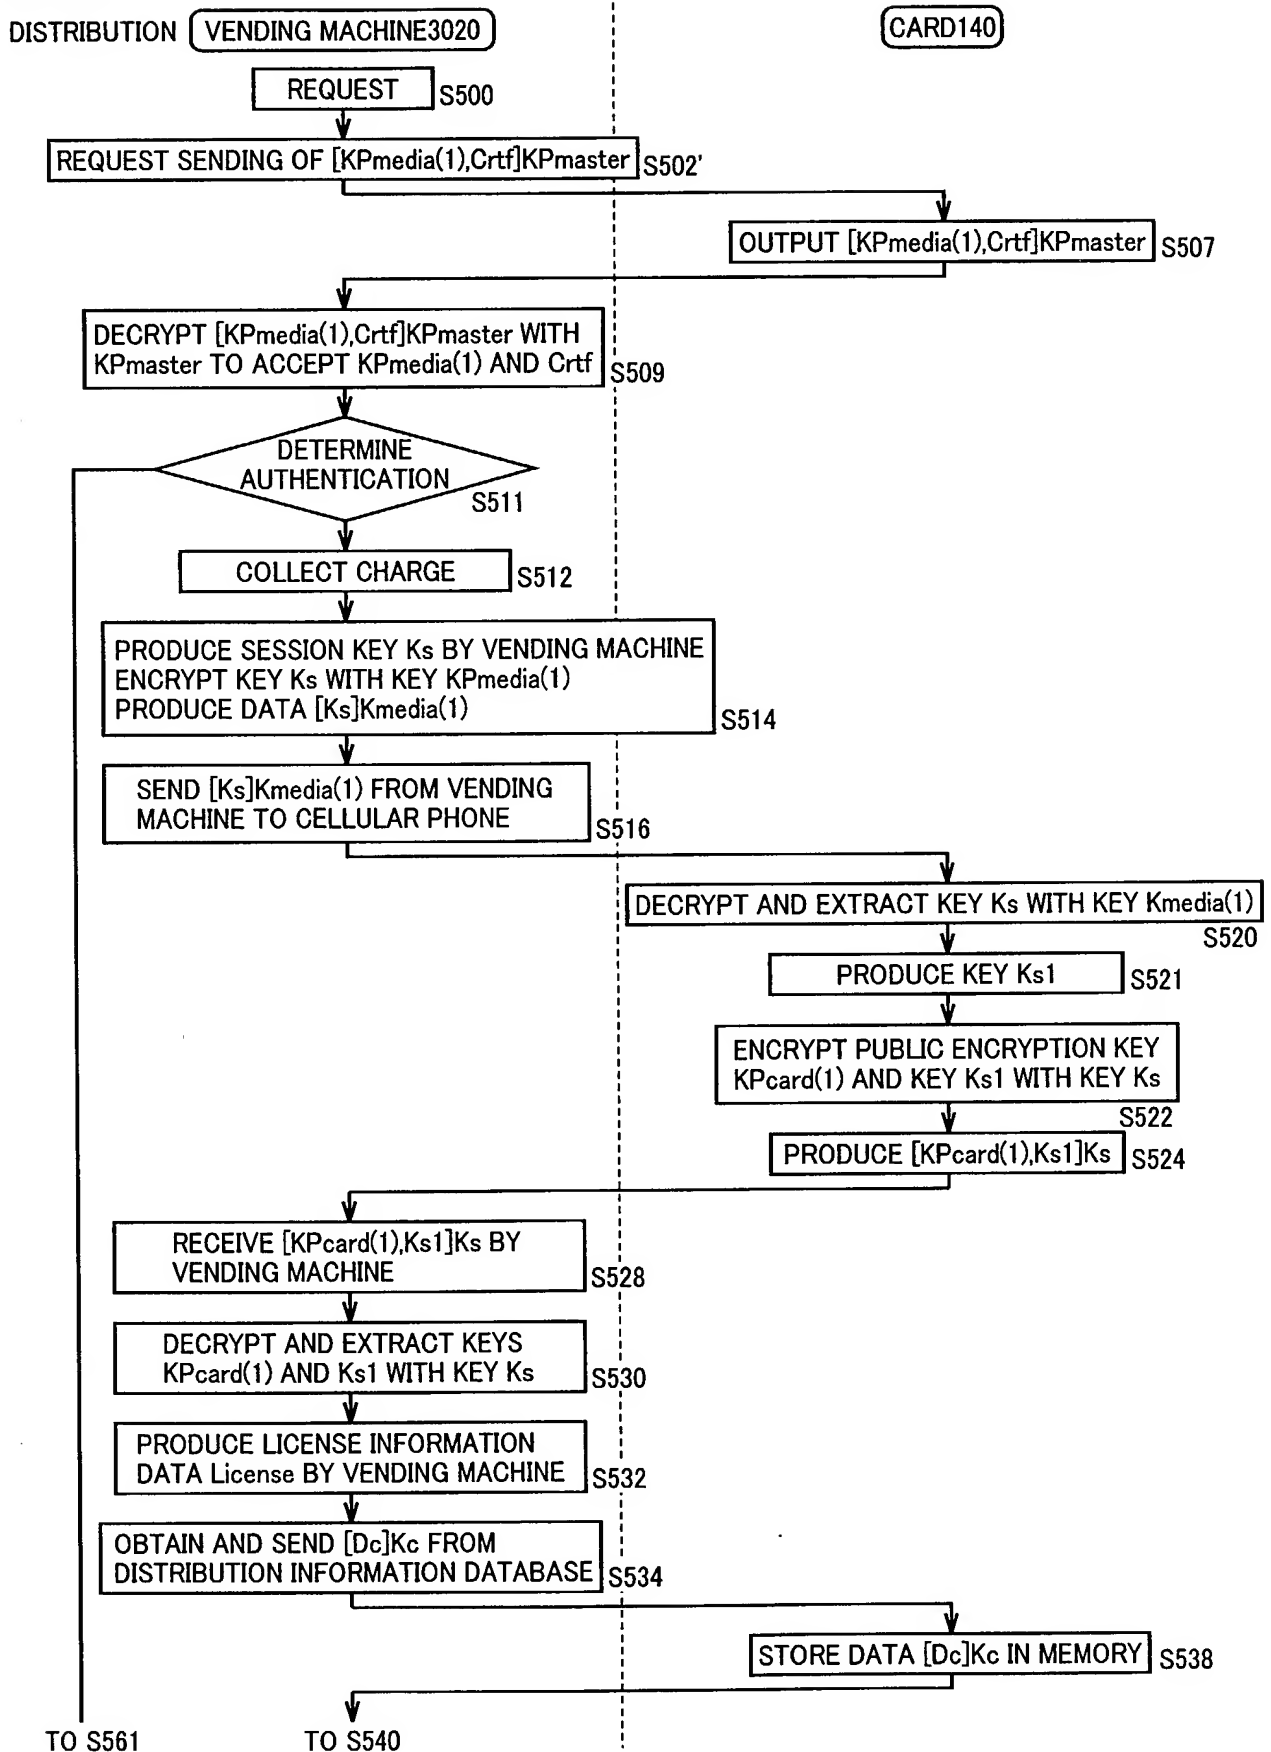 DISTRIBUTION VENDING MACHINE3020 CARD140
REQUEST S500
REQUEST SENDING OF [KPmedia(1),Crtf]KPmaster S502'
OUTPUT [KPmedia(1),Crtf]KPmaster S507
DECRYPT [KPmedia(1),Crtf]KPmaster WITH
KPmaster TO ACCEPT KPmedia(1) AND Crtf S509
DETERMINE
AUTHENTICATION
S511
COLLECT CHARGE S512
PRODUCE SESSION KEY Ks BY VENDING MACHINE
ENCRYPT KEY Ks WITH KEY KPmedia(1)
PRODUCE DATA [Ks]Kmedia(1) S514
SEND [Ks]Kmedia(1) FROM VENDING
MACHINE TO CELLULAR PHONE S516
DECRYPT AND EXTRACT KEY Ks WITH KEY Kmedia(1)
S520
PRODUCE KEY Ks1 S521
ENCRYPT PUBLIC ENCRYPTION KEY
KPcard(1) AND KEY Ks1 WITH KEY Ks
S522
PRODUCE [KPcard(1),Ks1]Ks S524
RECEIVE [KPcard(1),Ks1]Ks BY
VENDING MACHINE S528
DECRYPT AND EXTRACT KEYS
KPcard(1) AND Ks1 WITH KEY Ks S530
PRODUCE LICENSE INFORMATION
DATA License BY VENDING MACHINE S532
OBTAIN AND SEND [Dc]Kc FROM
DISTRIBUTION INFORMATION DATABASE S534
STORE DATA [Dc]Kc IN MEMORY S538
TO S561 TO S540